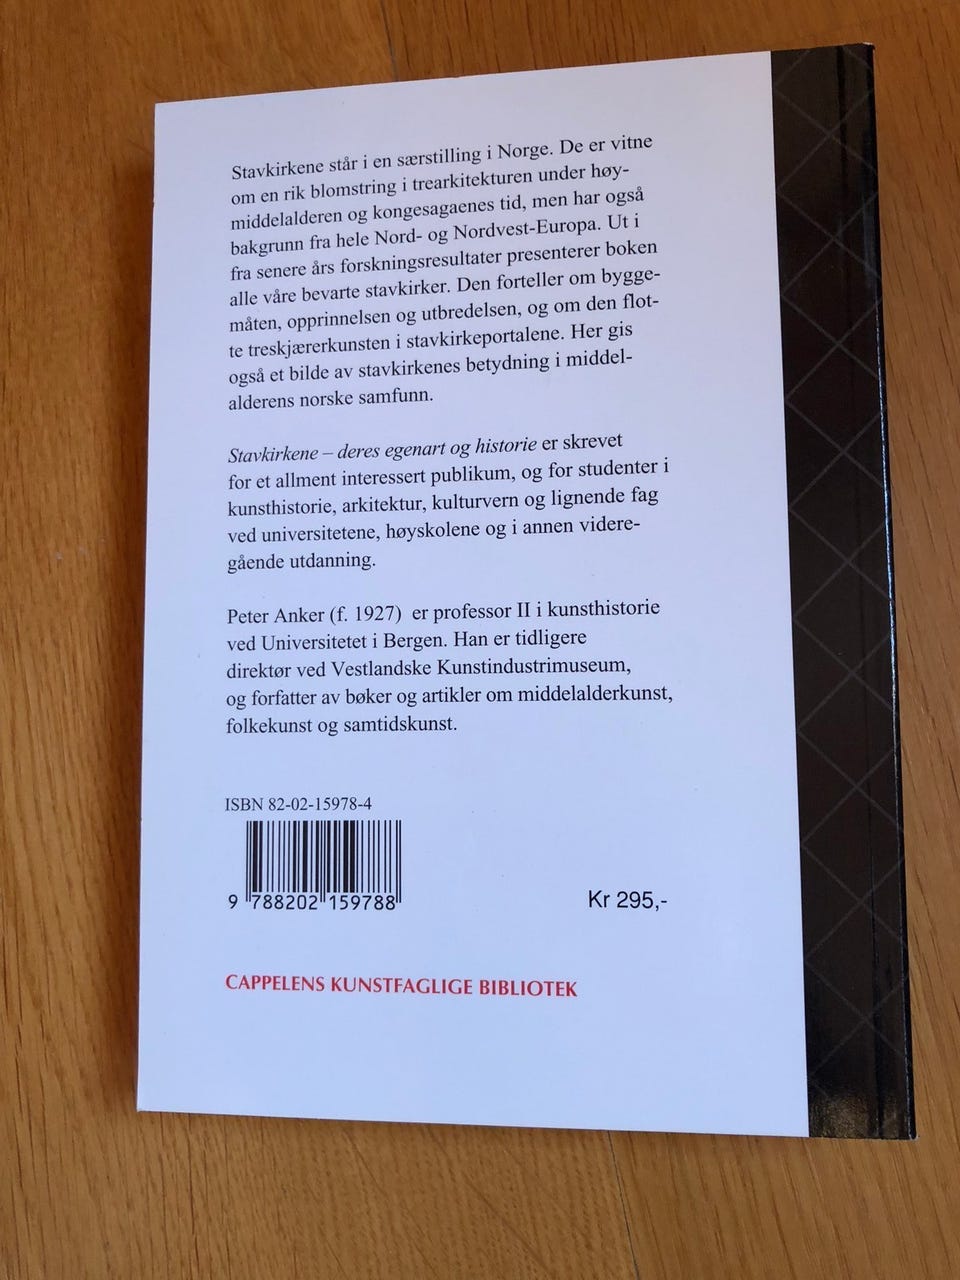 Stavkirkene står i en særstilling i Norge. De er vitne
om en rik blomstring i trearkitekturen under høy-
middelalderen og kongesagaenes tid, men har også
bakgrunn fra hele Nord- og Nordvest-Europa. Ut i
fra senere års forskningsresultater presenterer boken
alle våre bevarte stavkirker. Den forteller om bygge-
måten, opprinnelsen og utbredelsen, og om den flot-
te treskjærerkunsten i stavkirkeportalene. Her gis
også et bilde av stavkirkenes betydning i middel-
alderens norske samfunn.
Stavkirkene – deres egenart og historie er skrevet
for et allment interessert publikum, og for studenter i
kunsthistorie, arkitektur, kulturvern og lignende fag
ved universitetene, høyskolene og i annen videre-
gående utdanning.
Peter Anker (f. 1927) er professor II i kunsthistorie
ved Universitetet i Bergen. Han er tidligere
direktør ved Vestlandske Kunstindustrimuseum,
og forfatter av bøker og artikler om middelalderkunst,
folkekunst og samtidskunst.
ISBN 82-02-15978-4
9 788202 159788
Kr 295,-
CAPPELENS KUNSTFAGLIGE BIBLIOTEK